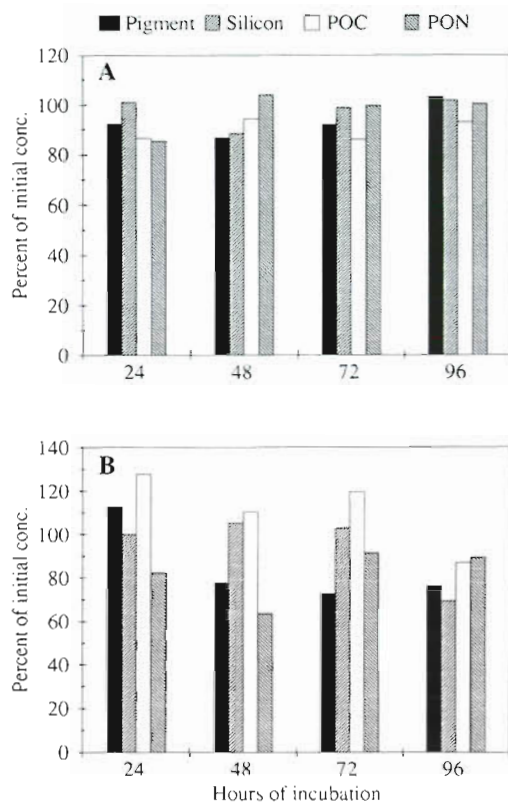 Pigment Silicon POC PON
A
120
100
80
60
40
20
0
Percent of initial conc.
24 48 72 96
B
140
120
100
80
60
40
20
0
Percent of initial conc.
24 48 72 96
Hours of incubation